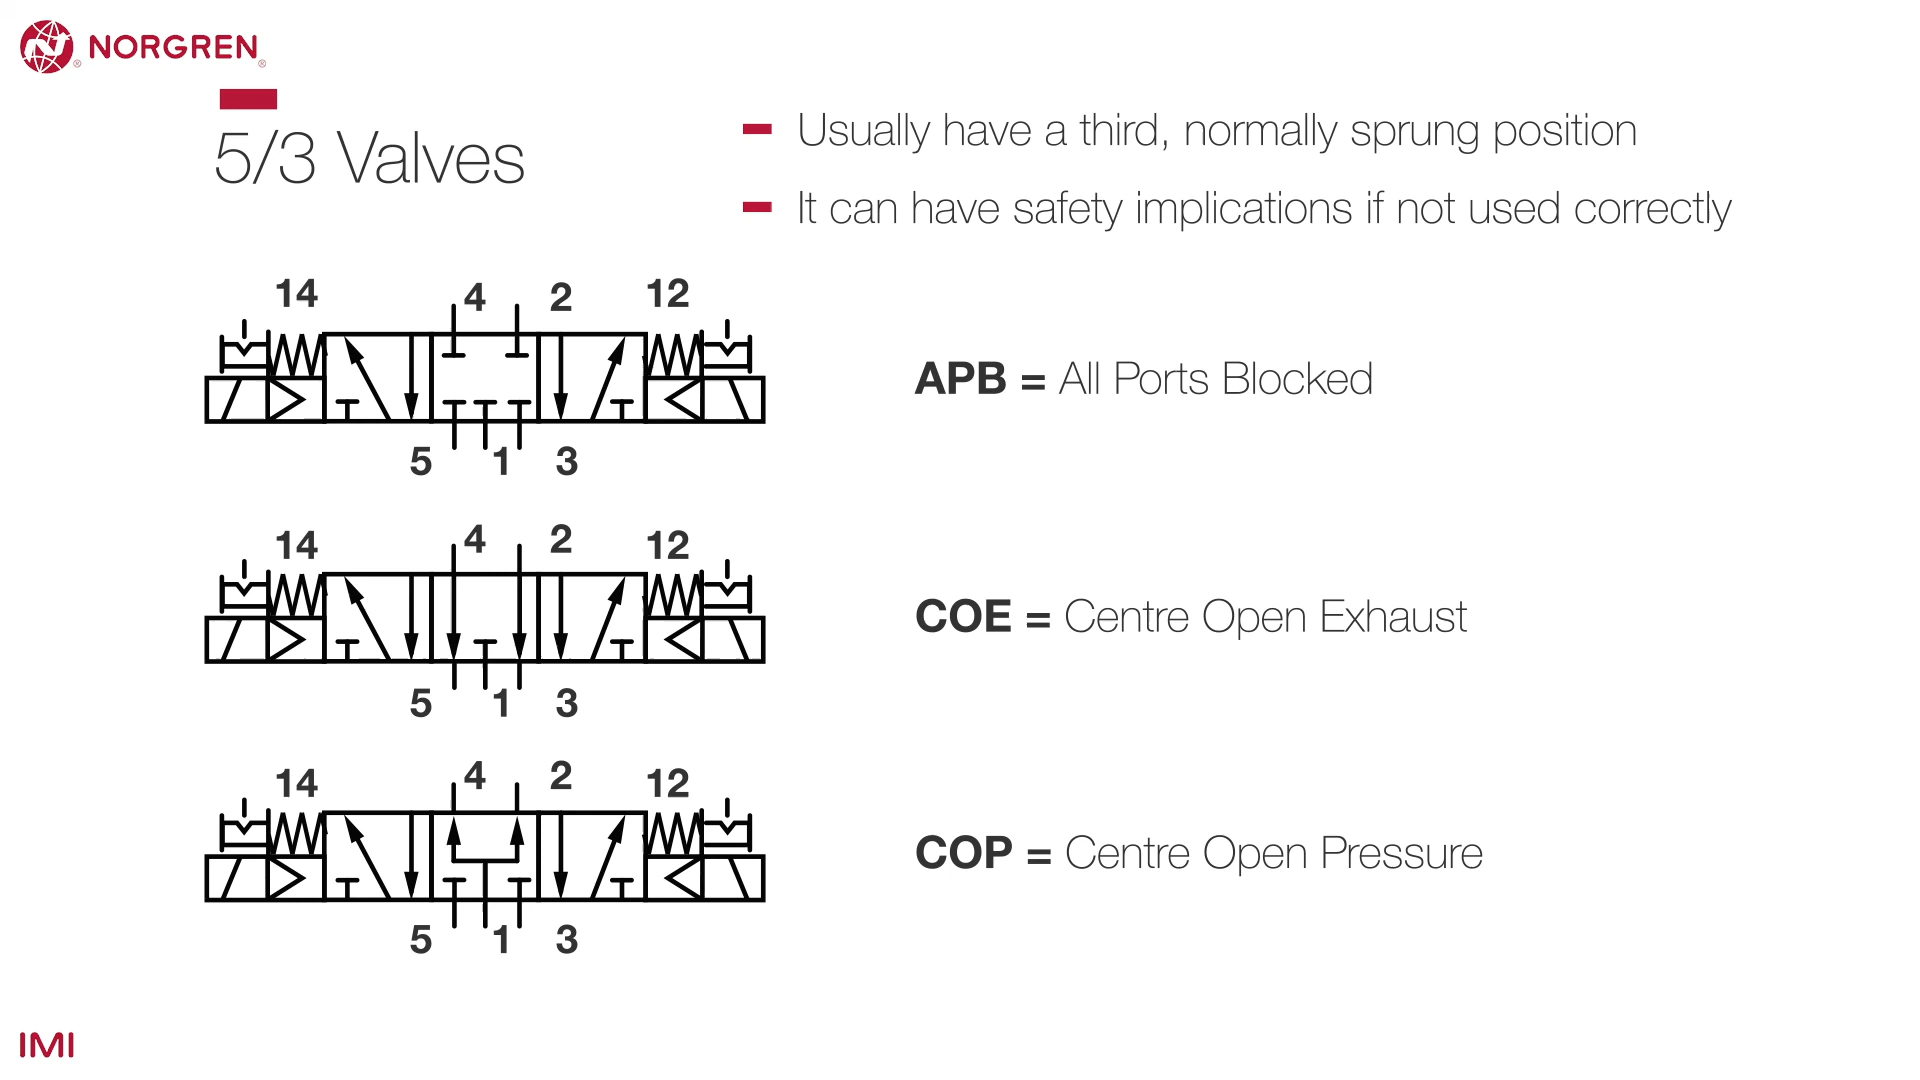 NORGREN
5/3 Valves
Usually have a third, normally sprung position
It can have safety implications if not used correctly
14 4 2 12
5 1 3
APB = All Ports Blocked
14 4 2 12
5 1 3
COE = Centre Open Exhaust
14 4 2 12
5 1 3
COP = Centre Open Pressure
IMI